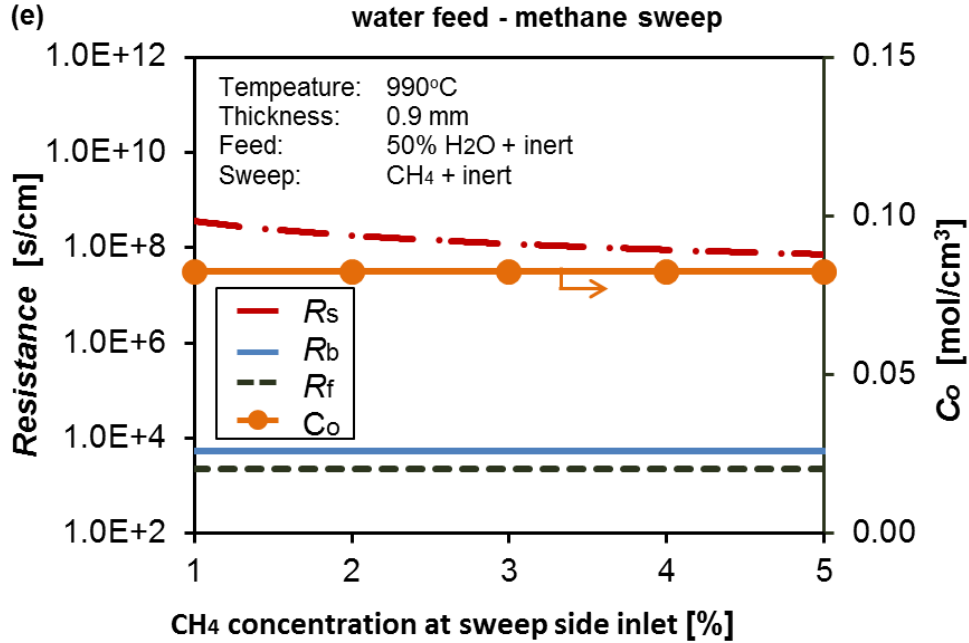 (e)
water feed - methane sweep
Tempeature: 990°C
Thickness: 0.9 mm
Feed: 50% H2O + inert
Sweep: CH4 + inert
1.0E+12
1.0E+10
1.0E+8
1.0E+6
1.0E+4
1.0E+2
Resistance [s/cm]
Rs
Rb
Rf
Co
0.15
0.10
0.05
0.00
Co [mol/cm³]
1 2 3 4 5
CH4 concentration at sweep side inlet [%]